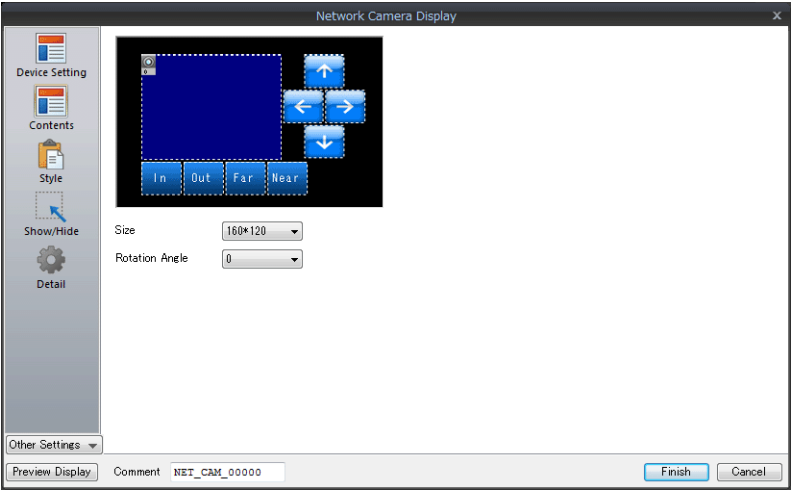 Network Camera Display
Device Setting
Contents
Style
Show/Hide
Detail
In Out Far Near
Size 160*120
Rotation Angle 0
Other Settings
Preview Display Comment NET_CAM_00000 Finish Cancel